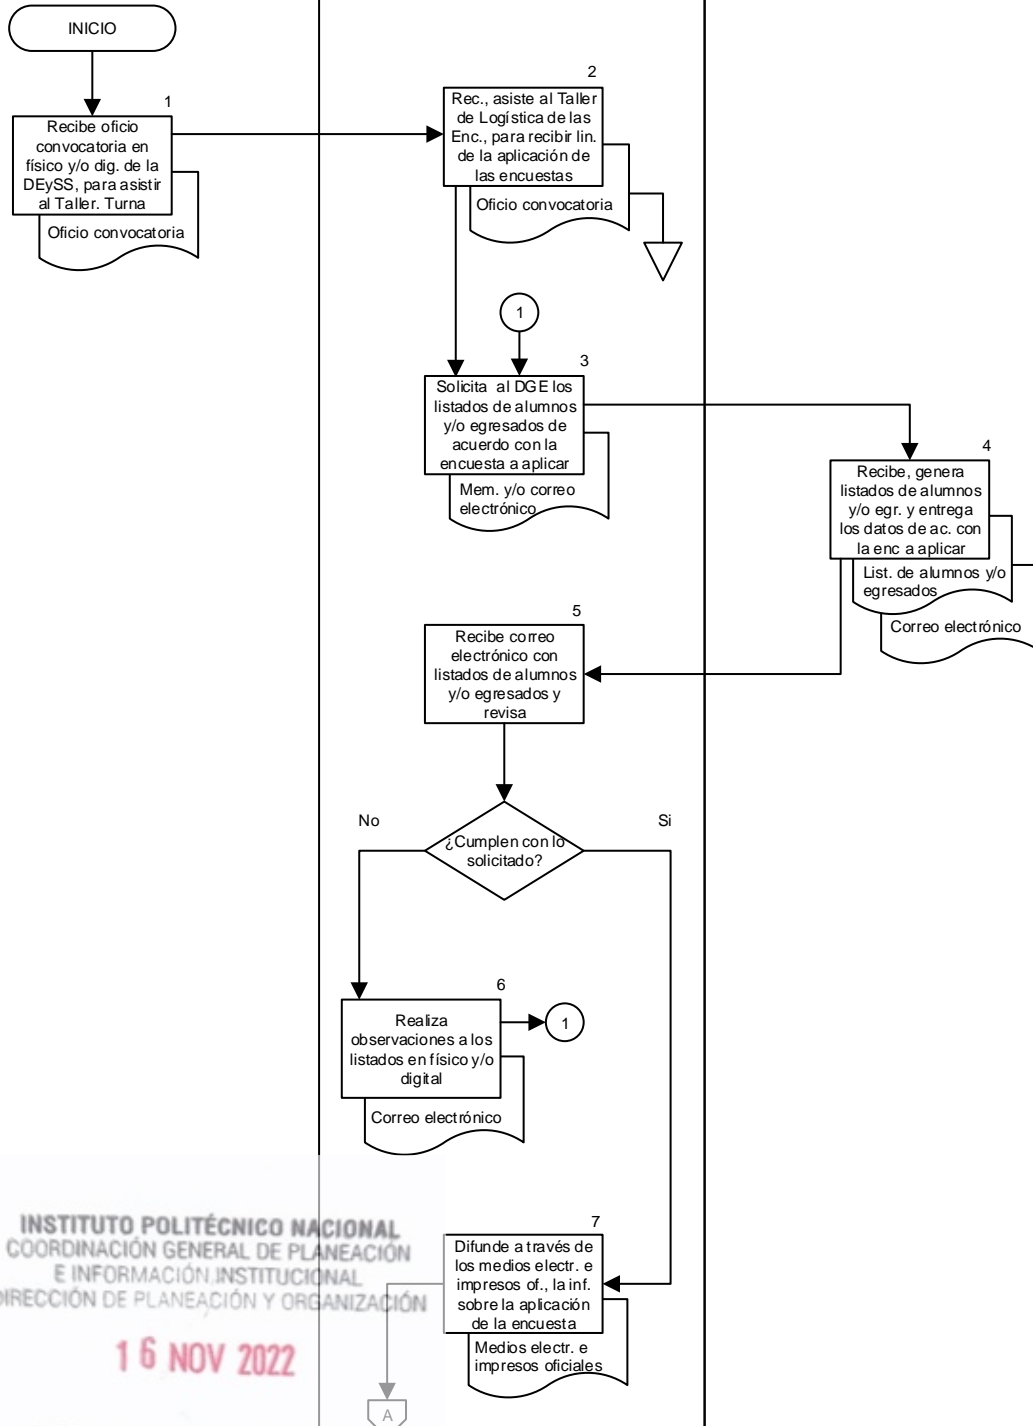 INICIO
1
Recibe oficio
convocatoria en
físico y/o dig. de la
DEySS, para asistir
al Taller. Turna
Oficio convocatoria
2
Rec., asiste al Taller
de Logística de las
Enc., para recibir lin.
de la aplicación de
las encuestas
Oficio convocatoria
1
3
Solicita al DGE los
listados de alumnos
y/o egresados de
acuerdo con la
encuesta a aplicar
Mem. y/o correo
electrónico
4
Recibe, genera
listados de alumnos
y/o egr. y entrega
los datos de ac. con
la enc a aplicar
List. de alumnos y/o
egresados
Correo electrónico
5
Recibe correo
electrónico con
listados de alumnos
y/o egresados y
revisa
No
Si
¿Cumplen con lo
solicitado?
6
Realiza
observaciones a los
listados en físico y/o
digital
1
Correo electrónico
7
Difunde a través de
los medios electr. e
impresos of., la inf.
sobre la aplicación
de la encuesta
Medios electr. e
impresos oficiales
A
INSTITUTO POLITÉCNICO NACIONAL
COORDINACIÓN GENERAL DE PLANEACIÓN
E INFORMACIÓN INSTITUCIONAL
DIRECCIÓN DE PLANEACIÓN Y ORGANIZACIÓN
16 NOV 2022